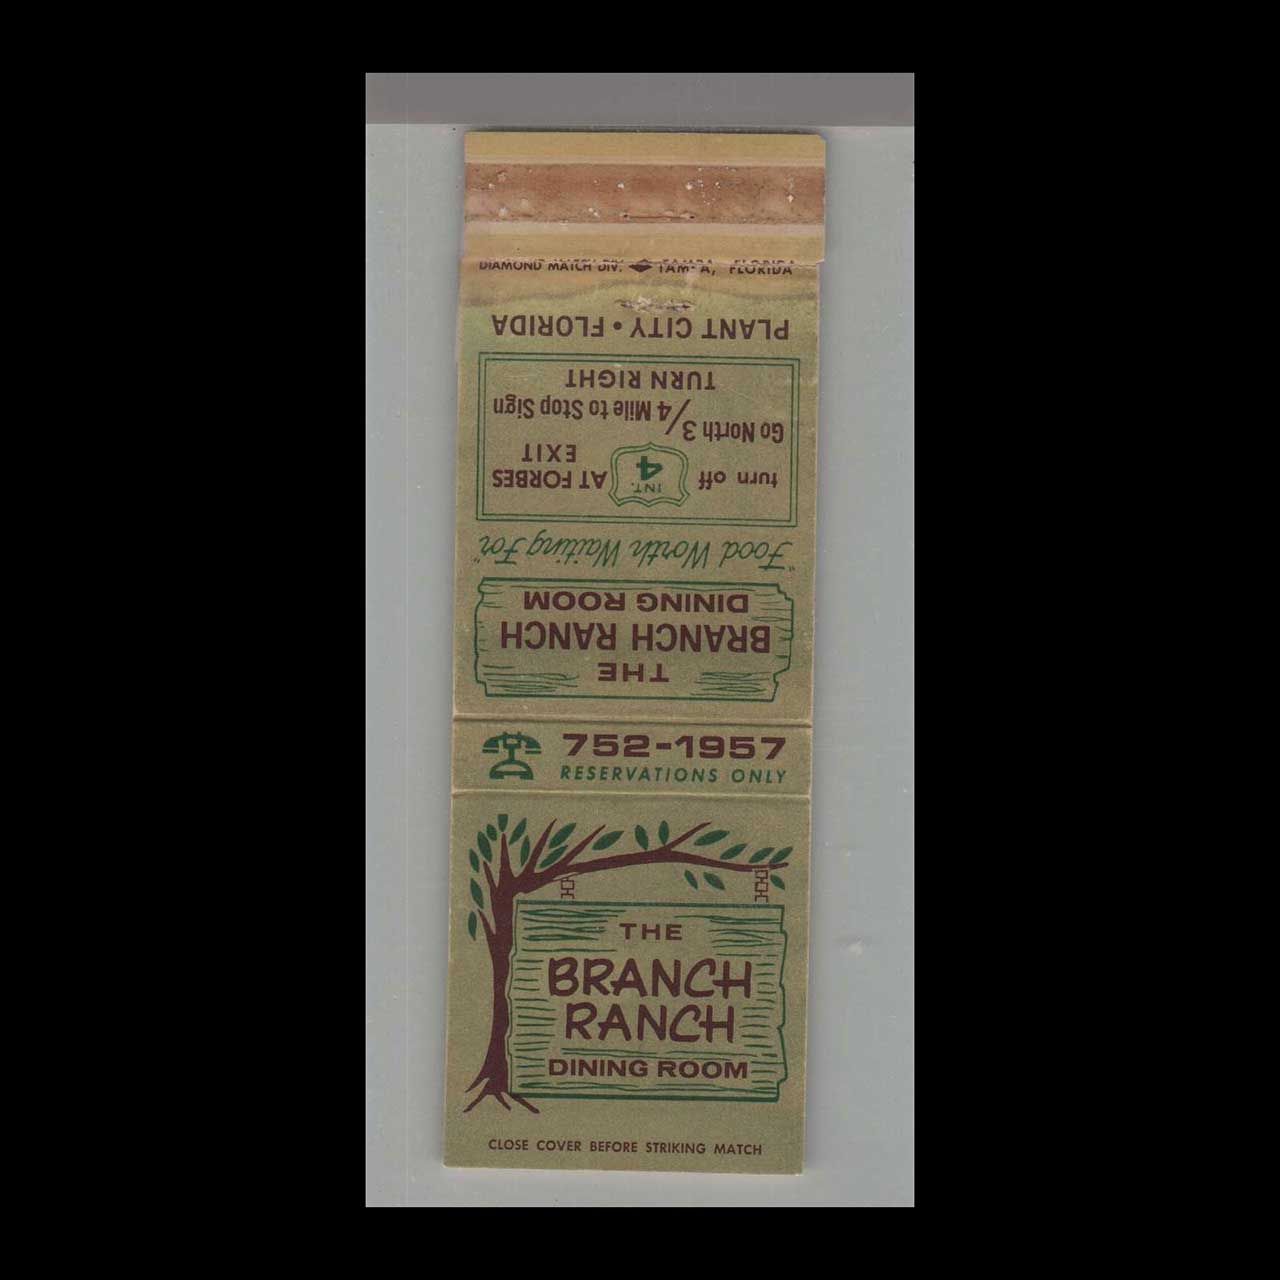 DIAMOND MATCH DIV. TAMPA, FLORIDA
THE
BRANCH RANCH
DINING ROOM
"Food Worth Waiting For"
turn off INT. 4 AT FORBES
EXIT
Go North 3/4 Mile to Stop Sign
TURN RIGHT
PLANT CITY • FLORIDA
752-1957
RESERVATIONS ONLY
THE
BRANCH
RANCH
DINING ROOM
CLOSE COVER BEFORE STRIKING MATCH